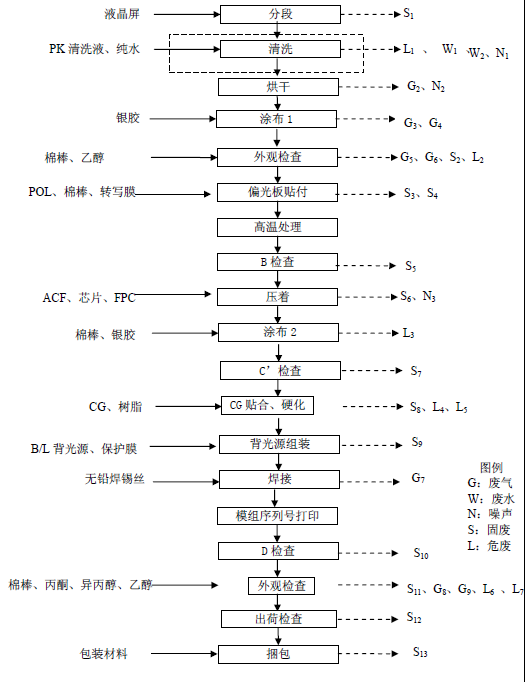 液晶屏 分段 S1
PK 清洗液、纯水 清洗 L1 、 W1 、W2、N1
烘干 G2、N2
银胶 涂布 1 G3、G4
棉棒、乙醇 外观检查 G5、G6、S2、L2
POL、棉棒、转写膜 偏光板贴付 S3、S4
高温处理
B 检查 S5
ACF、芯片、FPC 压着 S6、N3
棉棒、银胶 涂布 2 L3
C’ 检查 S7
CG、树脂 CG 贴合、硬化 S8、L4、L5
B/L 背光源、保护膜 背光源组装 S9
无铅焊锡丝 焊接 G7
模组序列号打印
D 检查 S10
棉棒、丙酮、异丙醇、乙醇 外观检查 S11、G8、G9、L6 、L7
出荷检查 S12
包装材料 捆包 S13
图例
G：废气
W：废水
N：噪声
S：固废
L：危废